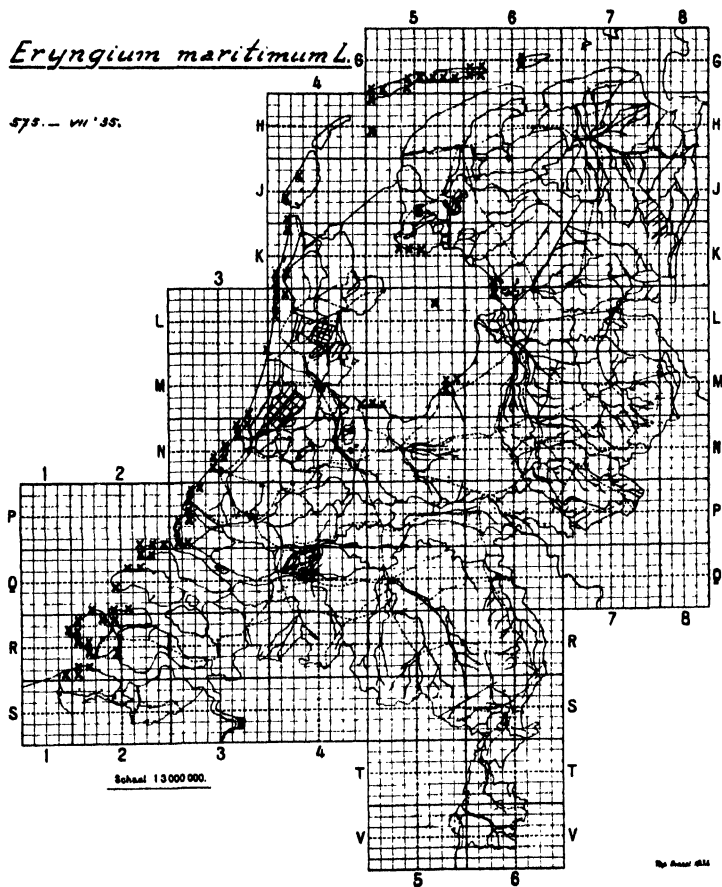 Eryngium maritimum L.
575. — VII '35.
5 6 7 8
G G
4
H H
J J
K K
3
L L
M M
N N
1 2
P P
Q Q
7 8
R R
S S
1 2 3 4
T T
V V
5 6
Schaal 1 3 000 000.